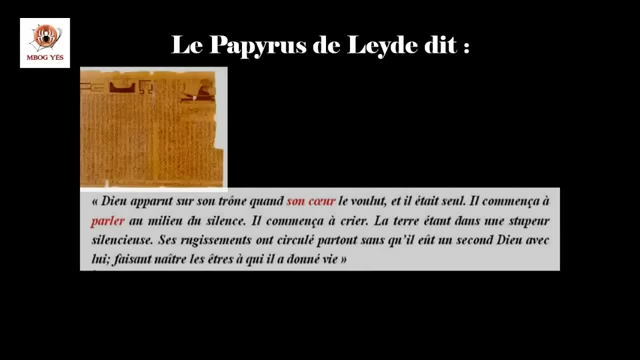 MBOG YÉS
Le Papyrus de Leyde dit :
« Dieu apparut sur son trône quand son cœur le voulut, et il était seul. Il commença à
parler au milieu du silence. Il commença à crier. La terre étant dans une stupeur
silencieuse. Ses rugissements ont circulé partout sans qu'il eût un second Dieu avec
lui; faisant naître les êtres à qui il a donné vie »